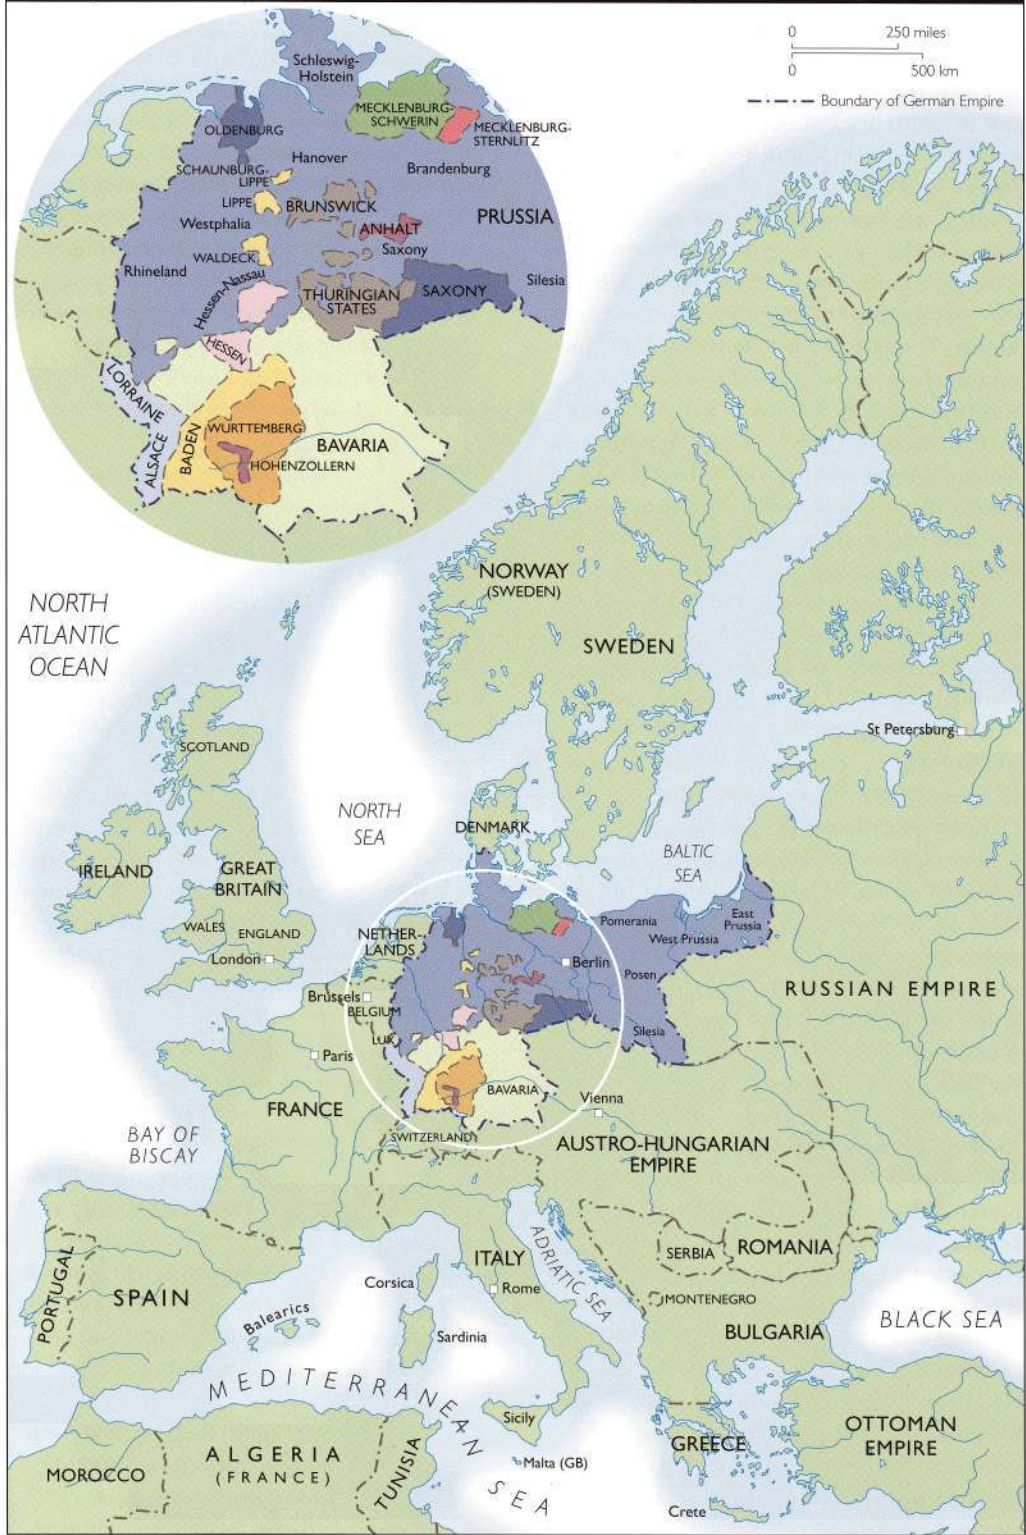 0 250 miles
0 500 km
Boundary of German Empire
Schleswig-
Holstein
MECKLENBURG-
SCHWERIN
MECKLENBURG-
STERNLITZ
OLDENBURG
Hanover
Brandenburg
SCHAUNBURG-
LIPPE
LIPPE
BRUNSWICK
PRUSSIA
Westphalia
ANHALT
Saxony
WALDECK
Rhineland
Hessen-Nassau
THURINGIAN
STATES
SAXONY
Silesia
HESSEN
LORRAINE
ALSACE
BADEN
WURTTEMBERG
BAVARIA
HOHENZOLLERN
NORWAY
(SWEDEN)
NORTH
ATLANTIC
OCEAN
SWEDEN
St Petersburg
SCOTLAND
NORTH
SEA
DENMARK
BALTIC
SEA
IRELAND
GREAT
BRITAIN
WALES
ENGLAND
London
NETHER-
LANDS
Pomerania
East
Prussia
West Prussia
Berlin
Posen
RUSSIAN EMPIRE
Brussels
BELGIUM
LUX.
Silesia
Paris
BAVARIA
Vienna
FRANCE
BAY OF
BISCAY
SWITZERLAND
AUSTRO-HUNGARIAN
EMPIRE
PORTUGAL
SPAIN
ITALY
ADRIATIC SEA
SERBIA
ROMANIA
Corsica
Rome
Balearics
MONTENEGRO
BLACK SEA
Sardinia
BULGARIA
MEDITERRANEAN
SEA
Sicily
OTTOMAN
EMPIRE
GREECE
ALGERIA
(FRANCE)
MOROCCO
TUNISIA
Malta (GB)
Crete